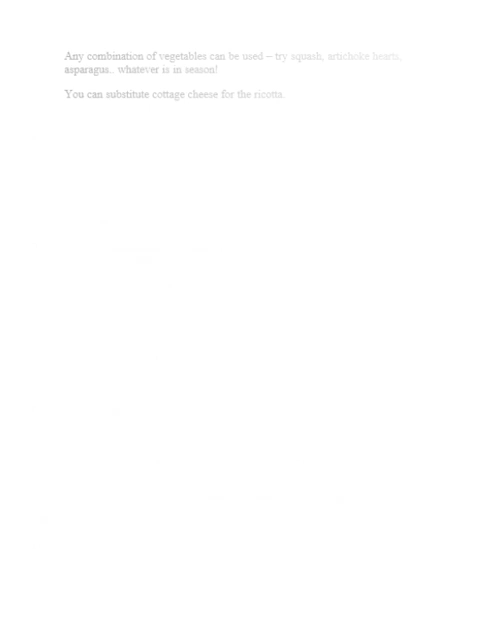 Any combination of vegetables can be used – try squash, artichoke hearts,
asparagus.. whatever is in season!
You can substitute cottage cheese for the ricotta.